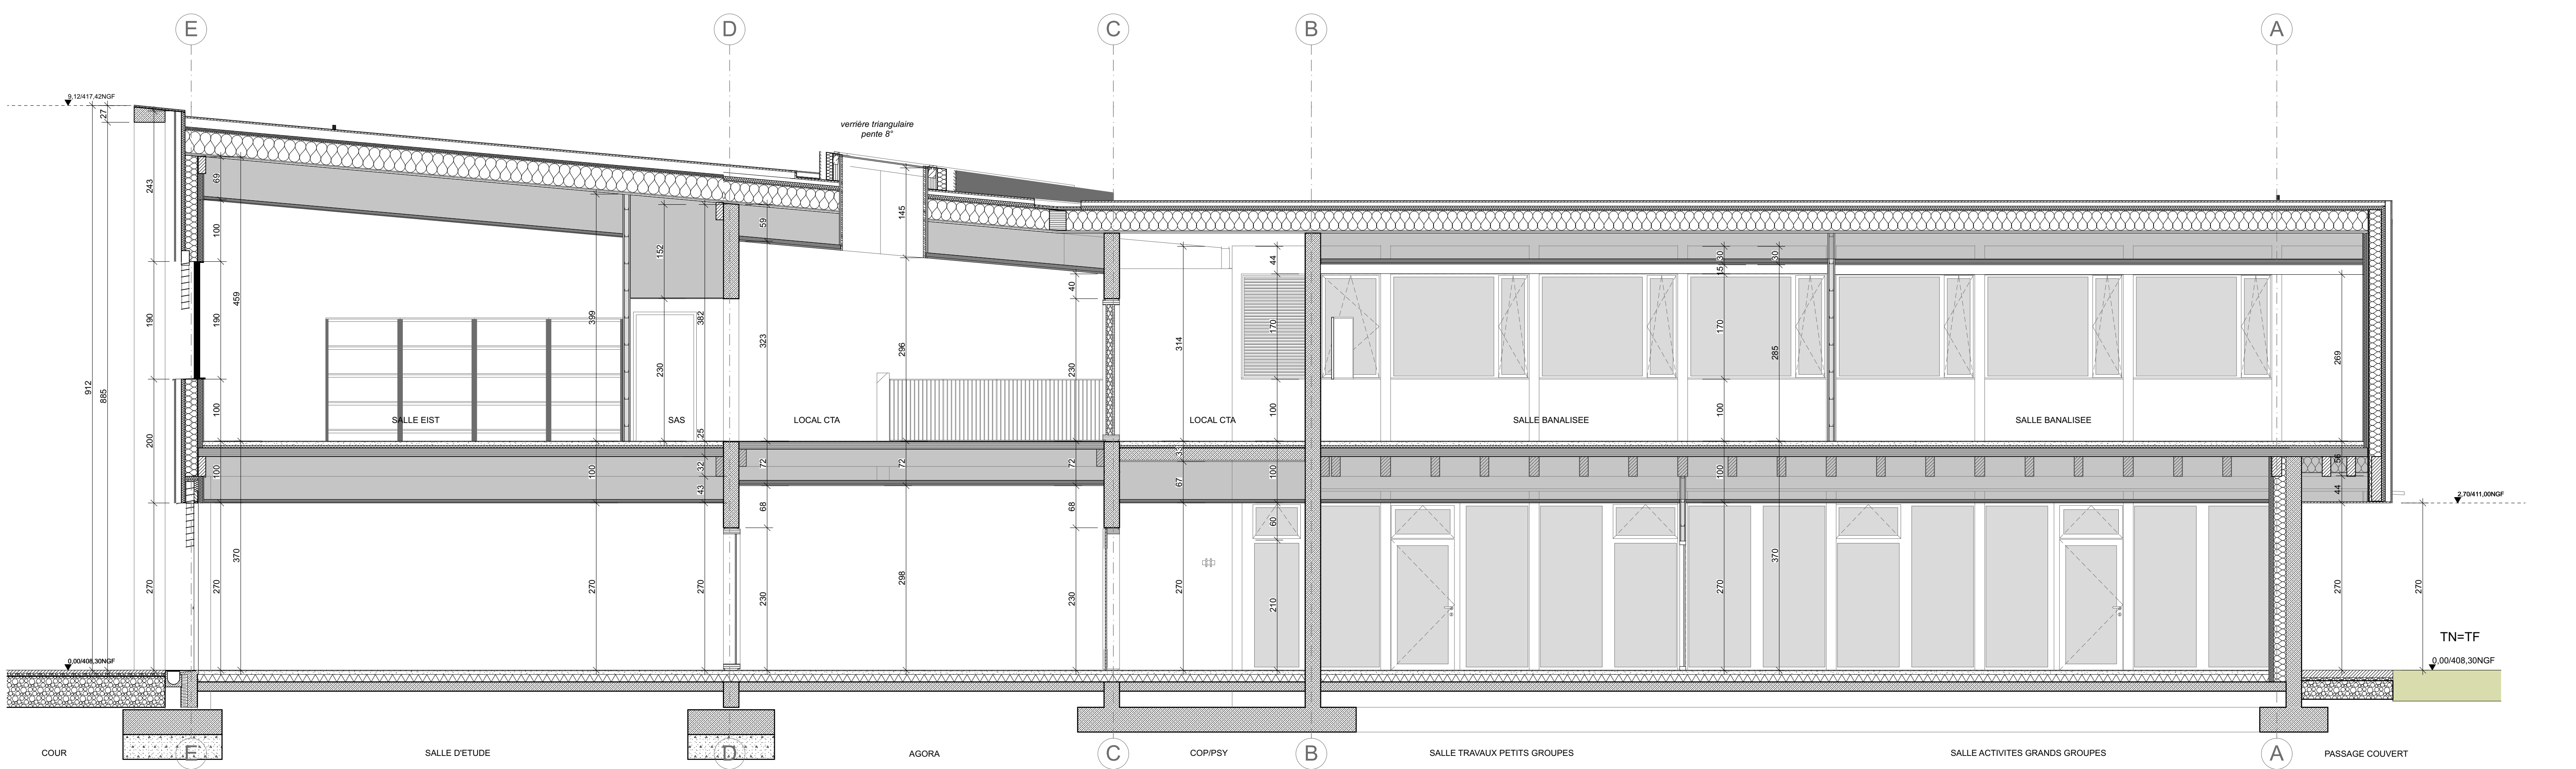 E
D
C
B
A
9,12/417,42NGF
27
verrière triangulaire
pente 8°
243
69
145
59
100
152
44
30
30
15
40
912
885
190
190
459
399
230
382
323
296
230
314
170
170
285
269
SALLE EIST
SAS
LOCAL CTA
LOCAL CTA
SALLE BANALISEE
SALLE BANALISEE
200
100
25
100
100
100
100
32
43
72
72
72
33
67
100
100
56
44
2.70/411,00NGF
68
68
60
270
270
370
270
270
230
298
230
270
210
270
370
270
270
TN=TF
0,00/408,30NGF
0,00/408,30NGF
COUR
E
SALLE D'ETUDE
D
AGORA
C
COP/PSY
B
SALLE TRAVAUX PETITS GROUPES
SALLE ACTIVITES GRANDS GROUPES
A
PASSAGE COUVERT